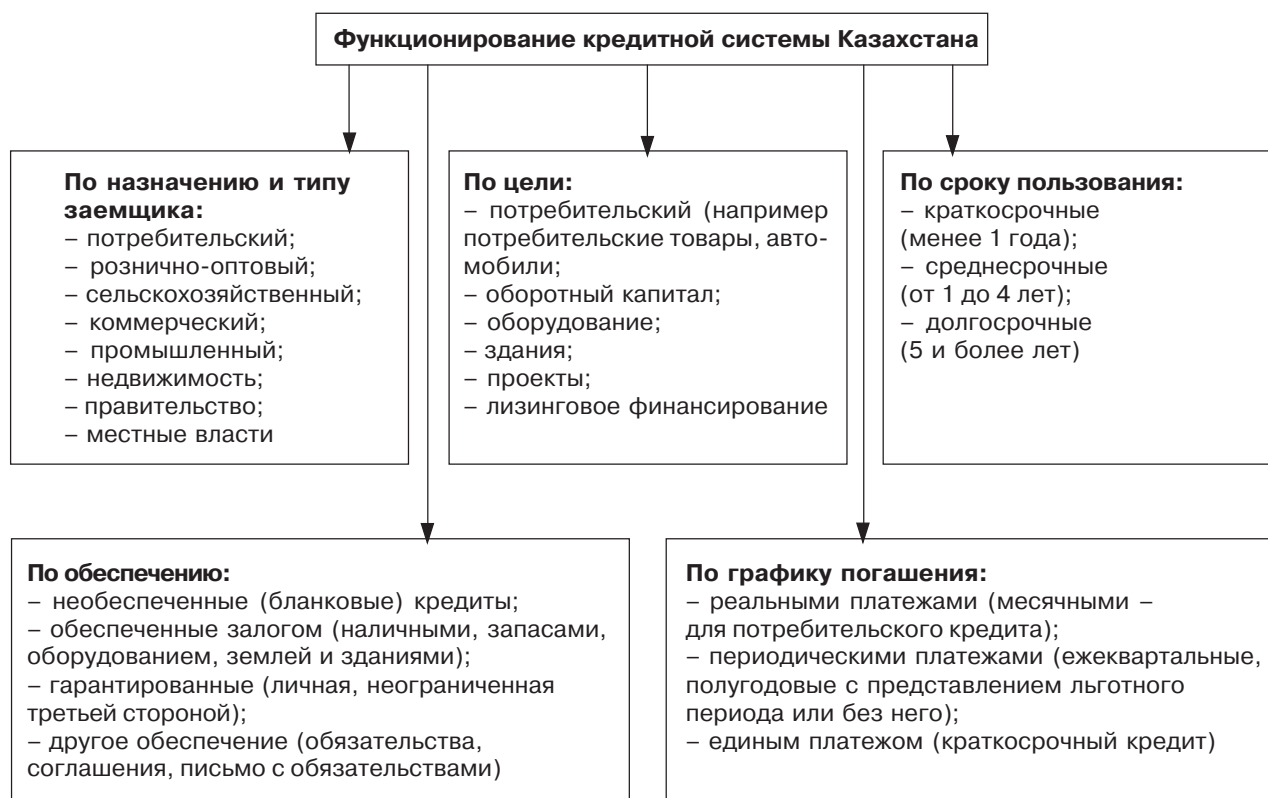 Функционирование кредитной системы Казахстана
По назначению и типу
заемщика:
– потребительский;
– рознично-оптовый;
– сельскохозяйственный;
– коммерческий;
– промышленный;
– недвижимость;
– правительство;
– местные власти
По цели:
– потребительский (например
потребительские товары, авто-
мобили;
– оборотный капитал;
– оборудование;
– здания;
– проекты;
– лизинговое финансирование
По сроку пользования:
– краткосрочные
(менее 1 года);
– среднесрочные
(от 1 до 4 лет);
– долгосрочные
(5 и более лет)
По обеспечению:
– необеспеченные (бланковые) кредиты;
– обеспеченные залогом (наличными, запасами,
оборудованием, землей и зданиями);
– гарантированные (личная, неограниченная
третьей стороной);
– другое обеспечение (обязательства,
соглашения, письмо с обязательствами)
По графику погашения:
– реальными платежами (месячными –
для потребительского кредита);
– периодическими платежами (ежеквартальные,
полугодовые с представлением льготного
периода или без него);
– единым платежом (краткосрочный кредит)